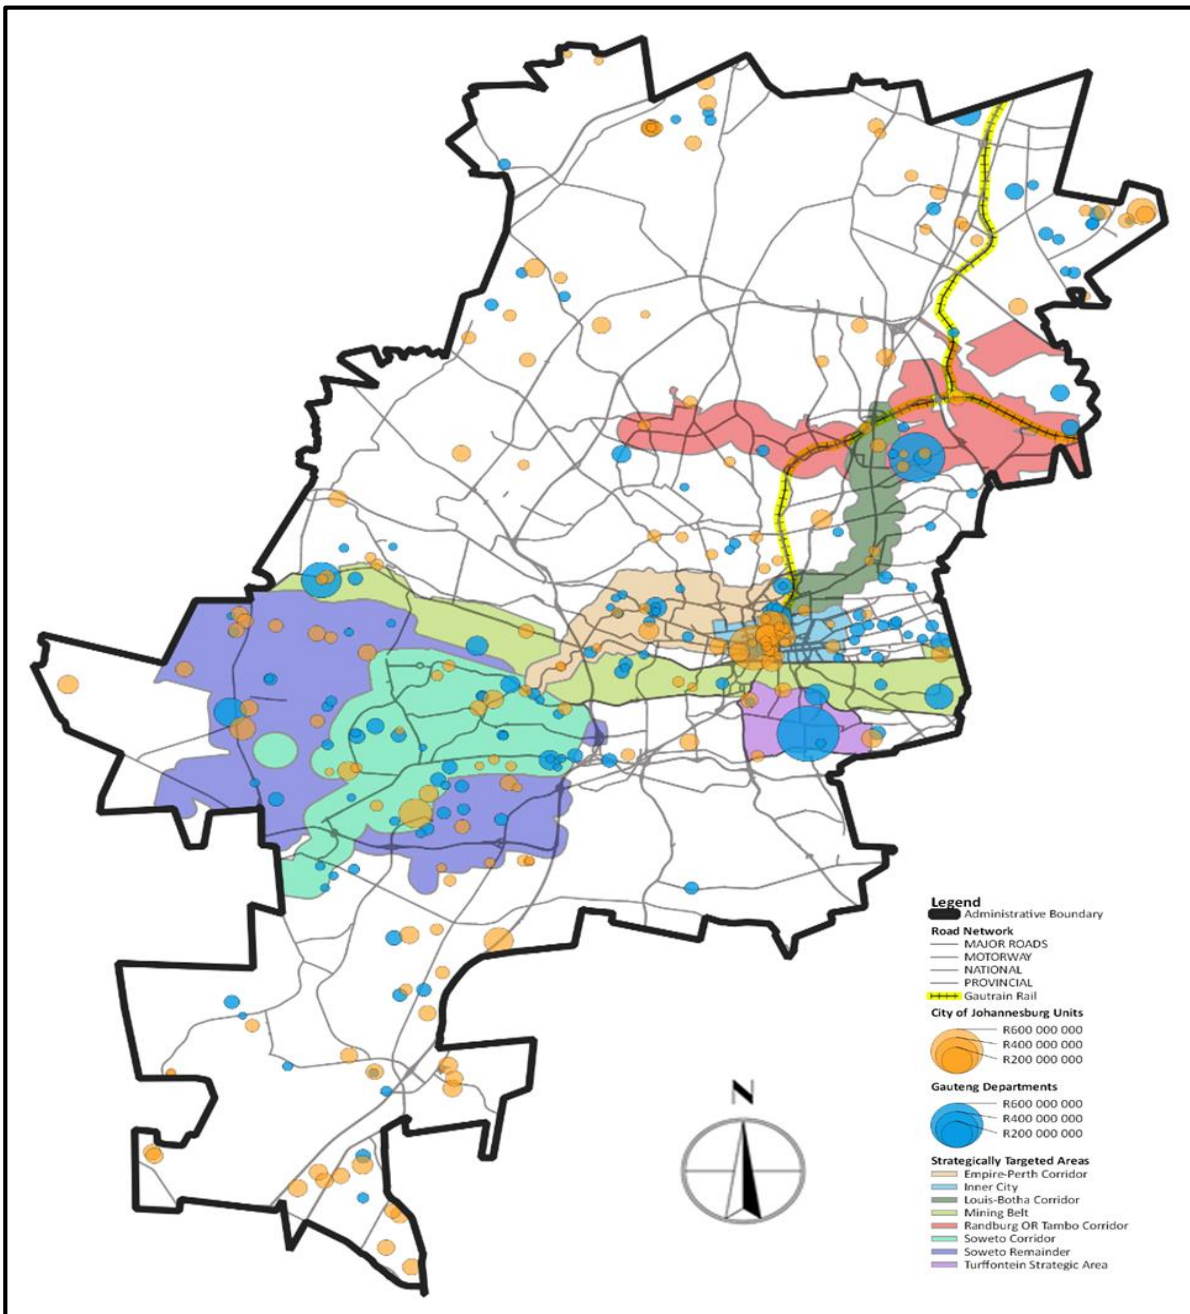 N
Legend
Administrative Boundary
Road Network
MAJOR ROADS
MOTORWAY
NATIONAL
PROVINCIAL
Gautrain Rail
City of Johannesburg Units
R600 000 000
R400 000 000
R200 000 000
Gauteng Departments
R600 000 000
R400 000 000
R200 000 000
Strategically Targeted Areas
Empire-Perth Corridor
Inner City
Louis-Botha Corridor
Mining Belt
Randburg OR Tambo Corridor
Soweto Corridor
Soweto Remainder
Turffontein Strategic Area